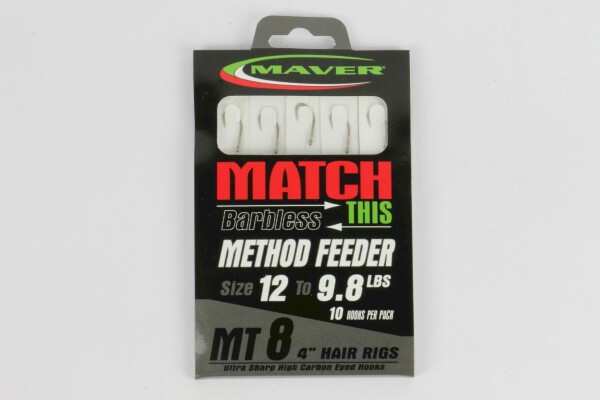 MAVER
MATCH
Barbless THIS
METHOD FEEDER
Size 12 To 9.8 LBS
10 HOOKS PER PACK
MT 8 4" HAIR RIGS
Ultra Sharp High Carbon Eyed Hooks